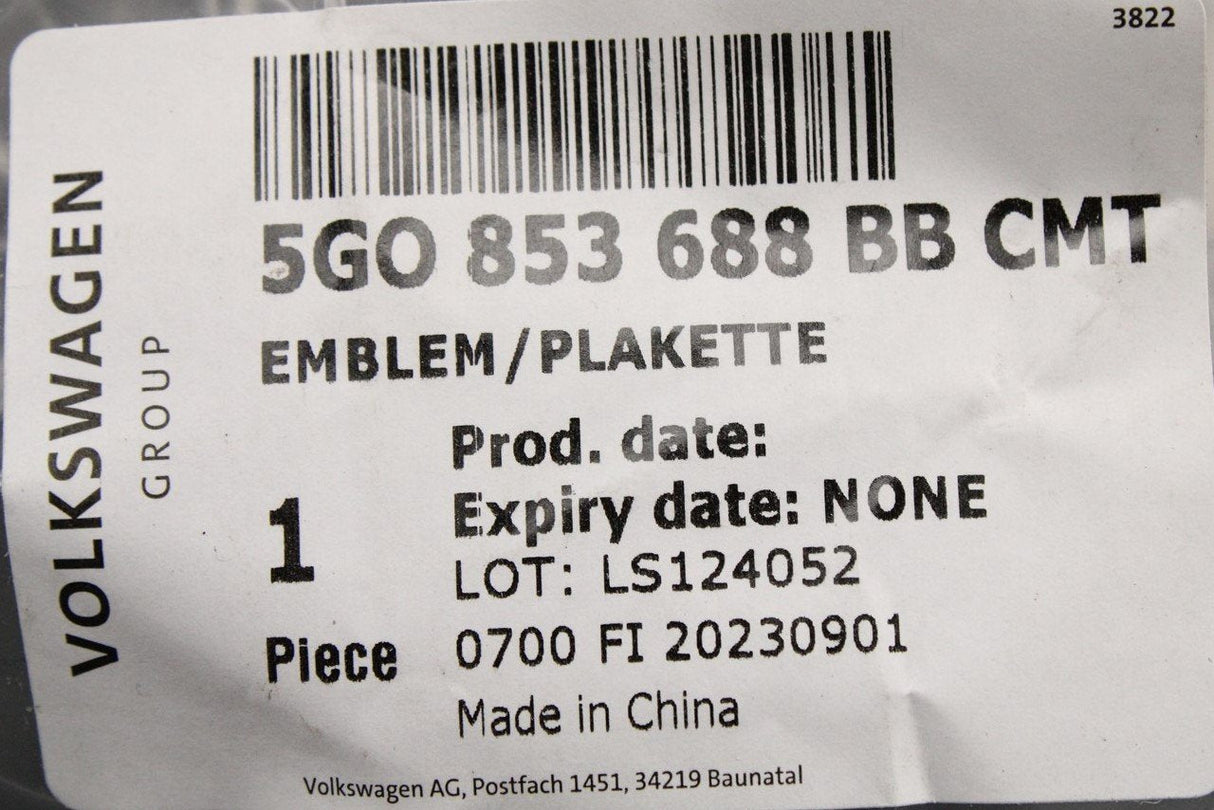 3822
VOLKSWAGEN
GROUP
5GO 853 688 BB CMT
EMBLEM/PLAKETTE
Prod. date:
Expiry date: NONE
1
LOT: LS124052
Piece
0700 FI 20230901
Made in China
Volkswagen AG, Postfach 1451, 34219 Baunatal